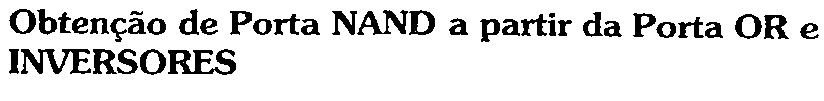 Obtenção de Porta NAND a partir da Porta OR e
INVERSORES